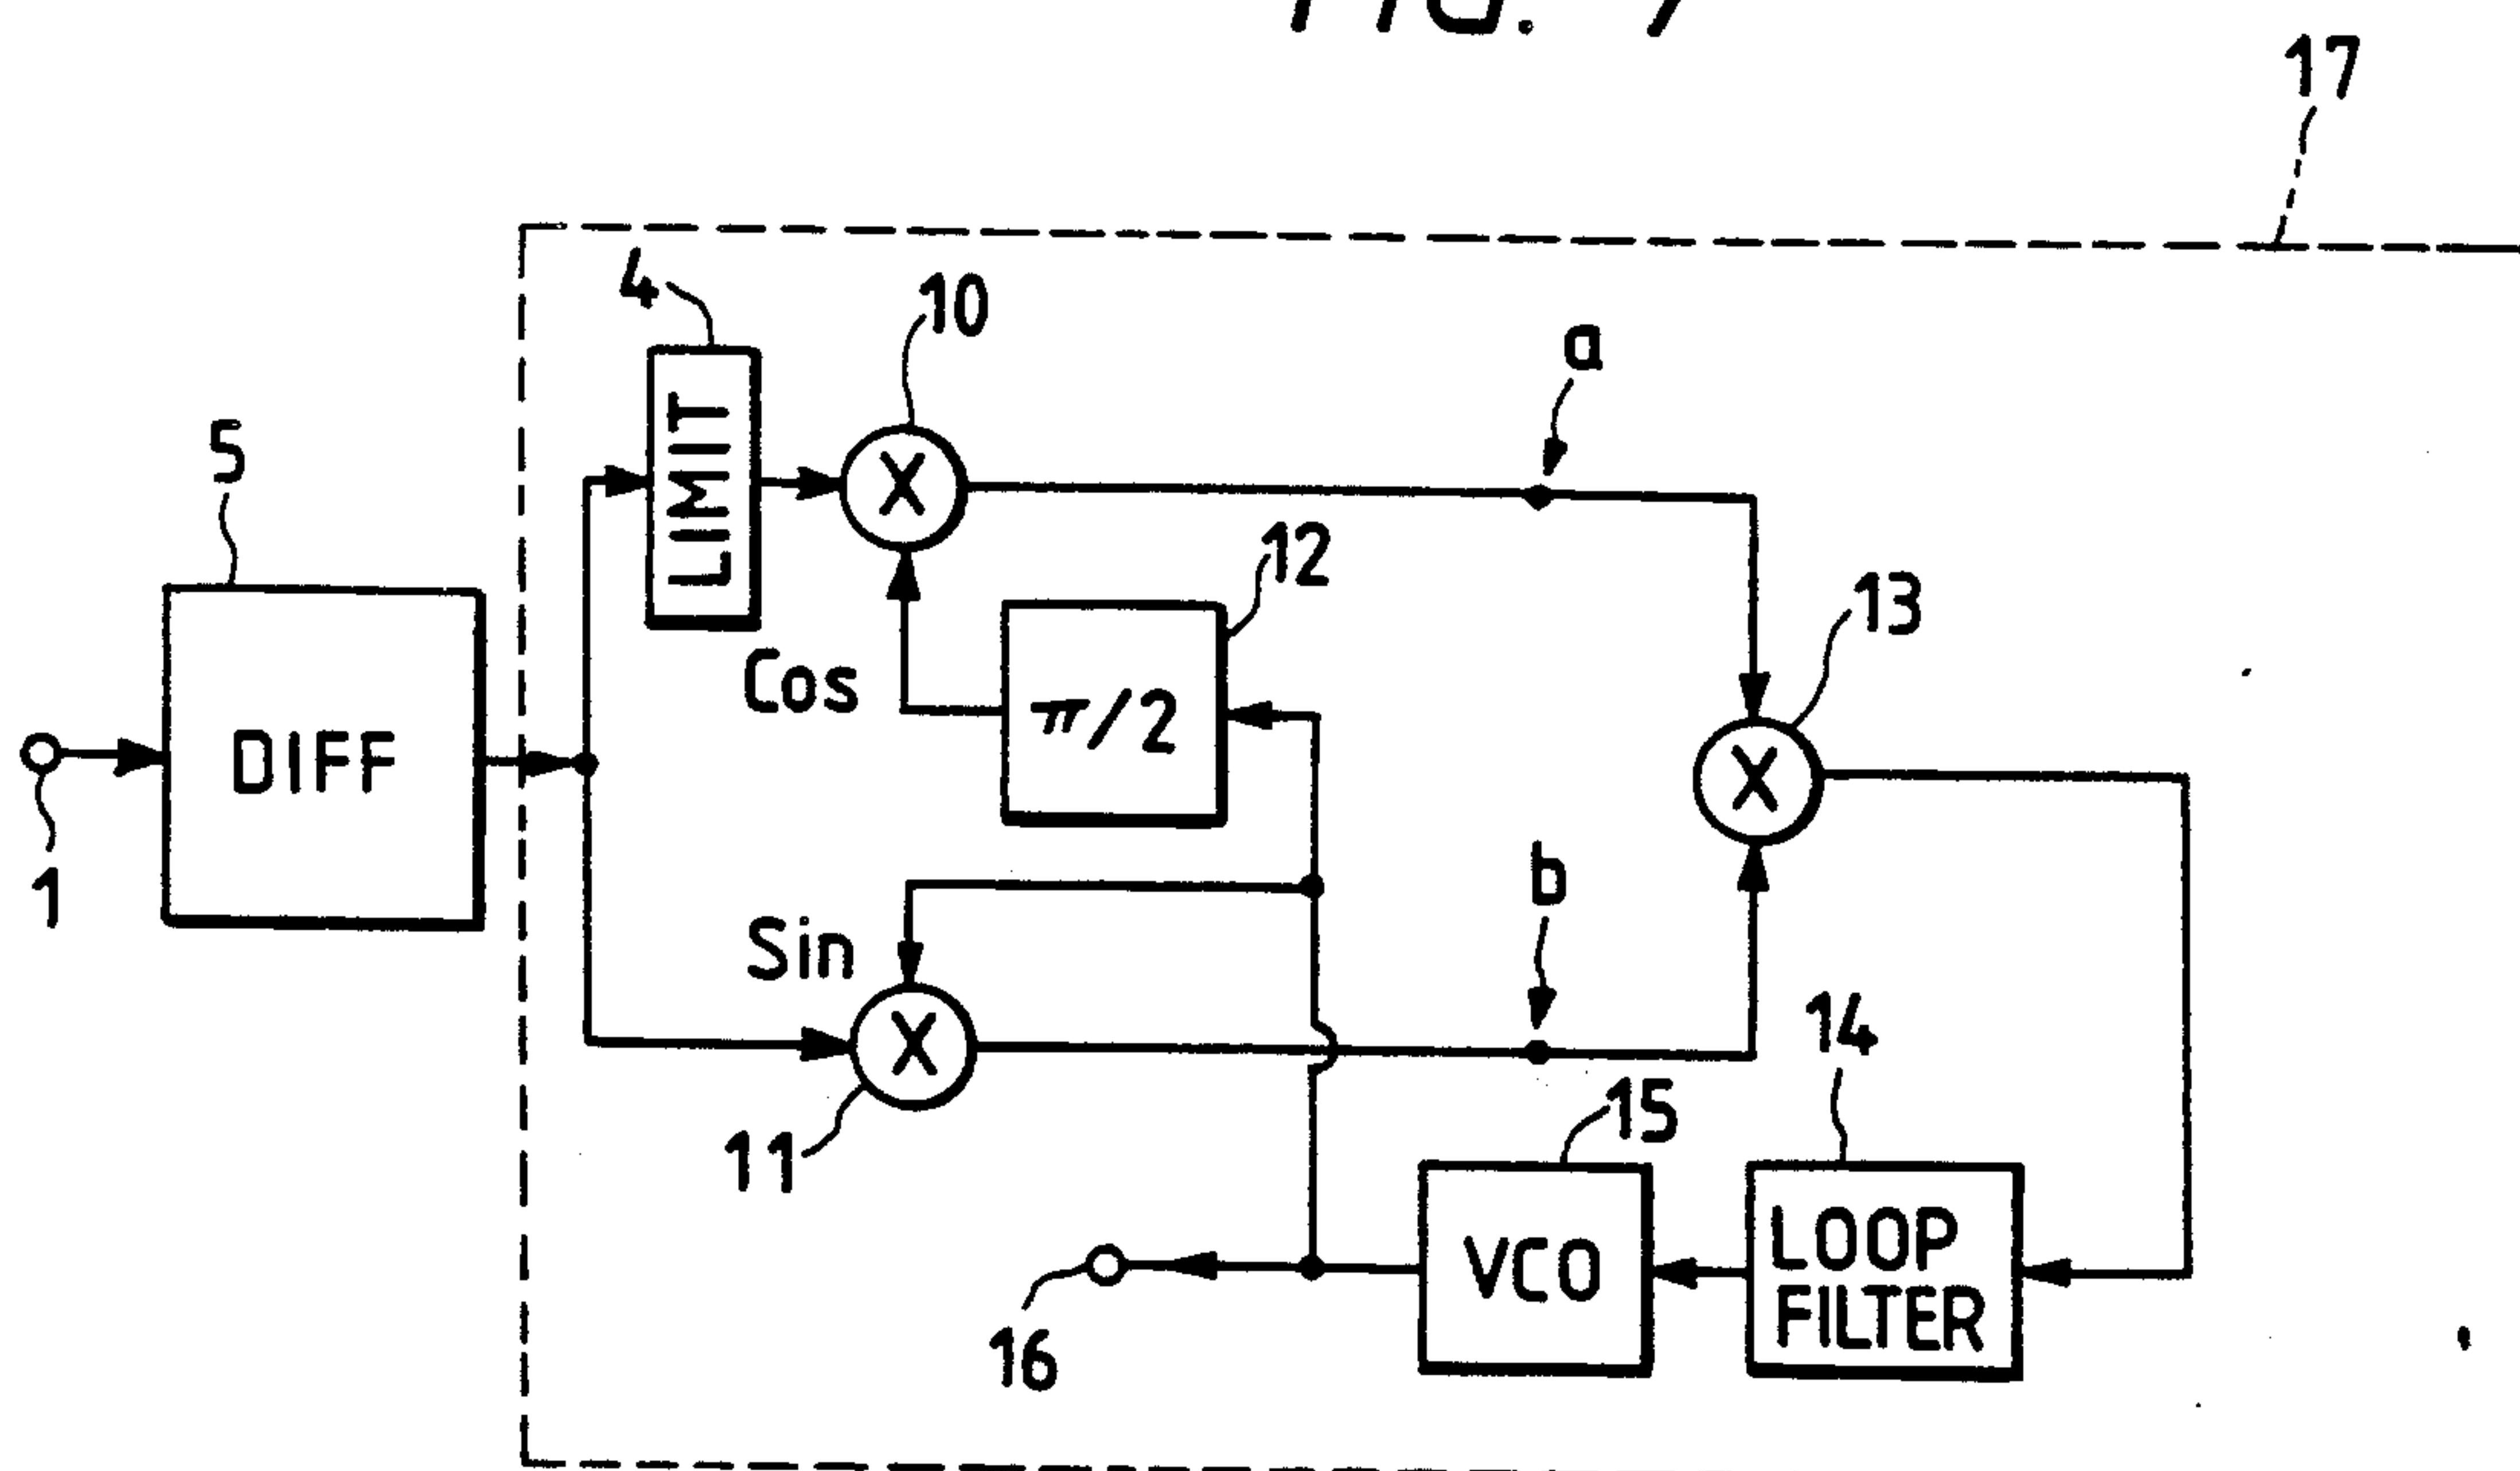 FIG.
17
4
10
a
5
LIMIT
X
12
13
Cos
π/2
DIFF
X
1
b
Sin
X
14
11
15
VCO
LOOP
FILTER
16